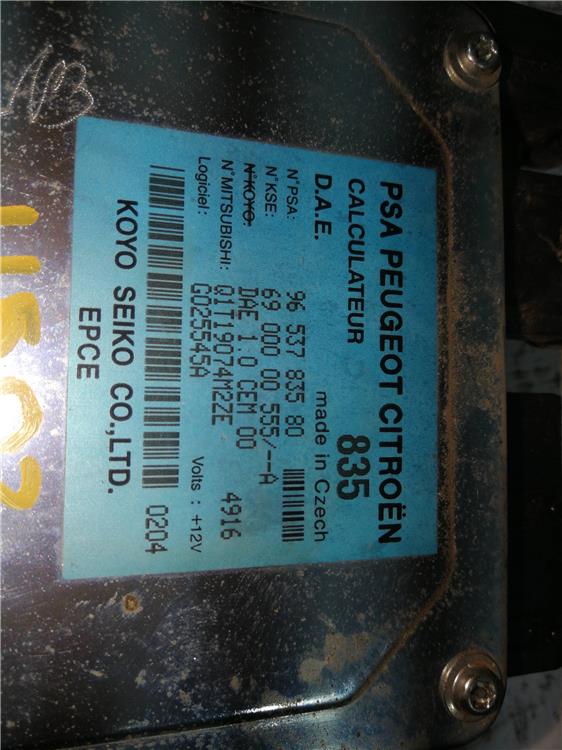 PSA PEUGEOT CITROËN
CALCULATEUR 835
D.A.E. made in Czech
N°PSA: 96 537 835 80
N°KSE: 69 000 00 555/--A
N°KOYO: DAE 1.0 CEM 00
N°MITSUBISHI: Q1T19074M2ZE 4916
Logiciel: G025545A Volts : +12V
0204
KOYO SEIKO CO.,LTD.
EPCE